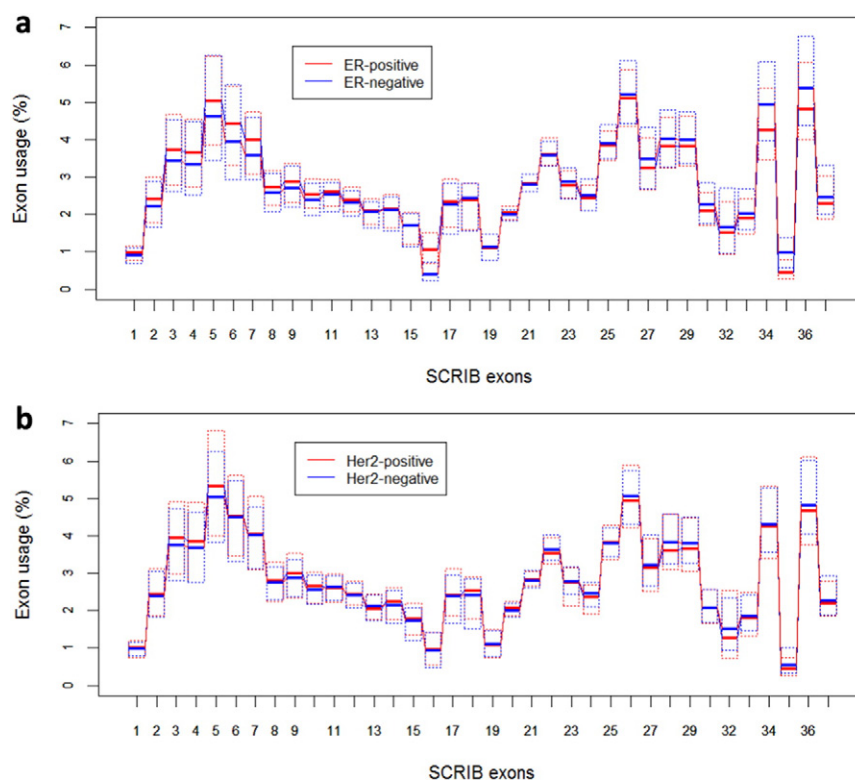 a
7
6
5
4
3
2
1
0
Exon usage (%)
ER-positive
ER-negative
1 2 3 4 5 6 7 8 9 11 13 15 17 19 21 23 25 27 29 32 34 36
SCRIB exons
b
7
6
5
4
3
2
1
0
Exon usage (%)
Her2-positive
Her2-negative
1 2 3 4 5 6 7 8 9 11 13 15 17 19 21 23 25 27 29 32 34 36
SCRIB exons